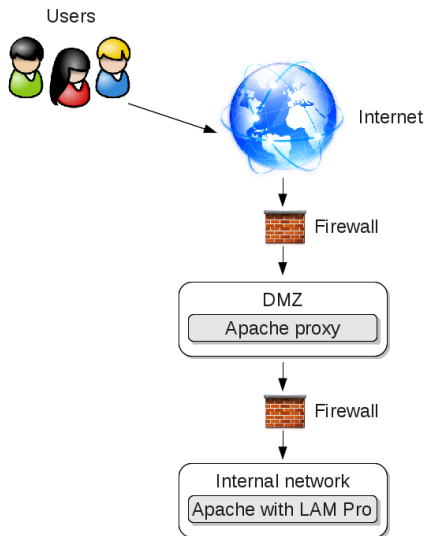 Users
Internet
Firewall
DMZ
Apache proxy
Firewall
Internal network
Apache with LAM Pro